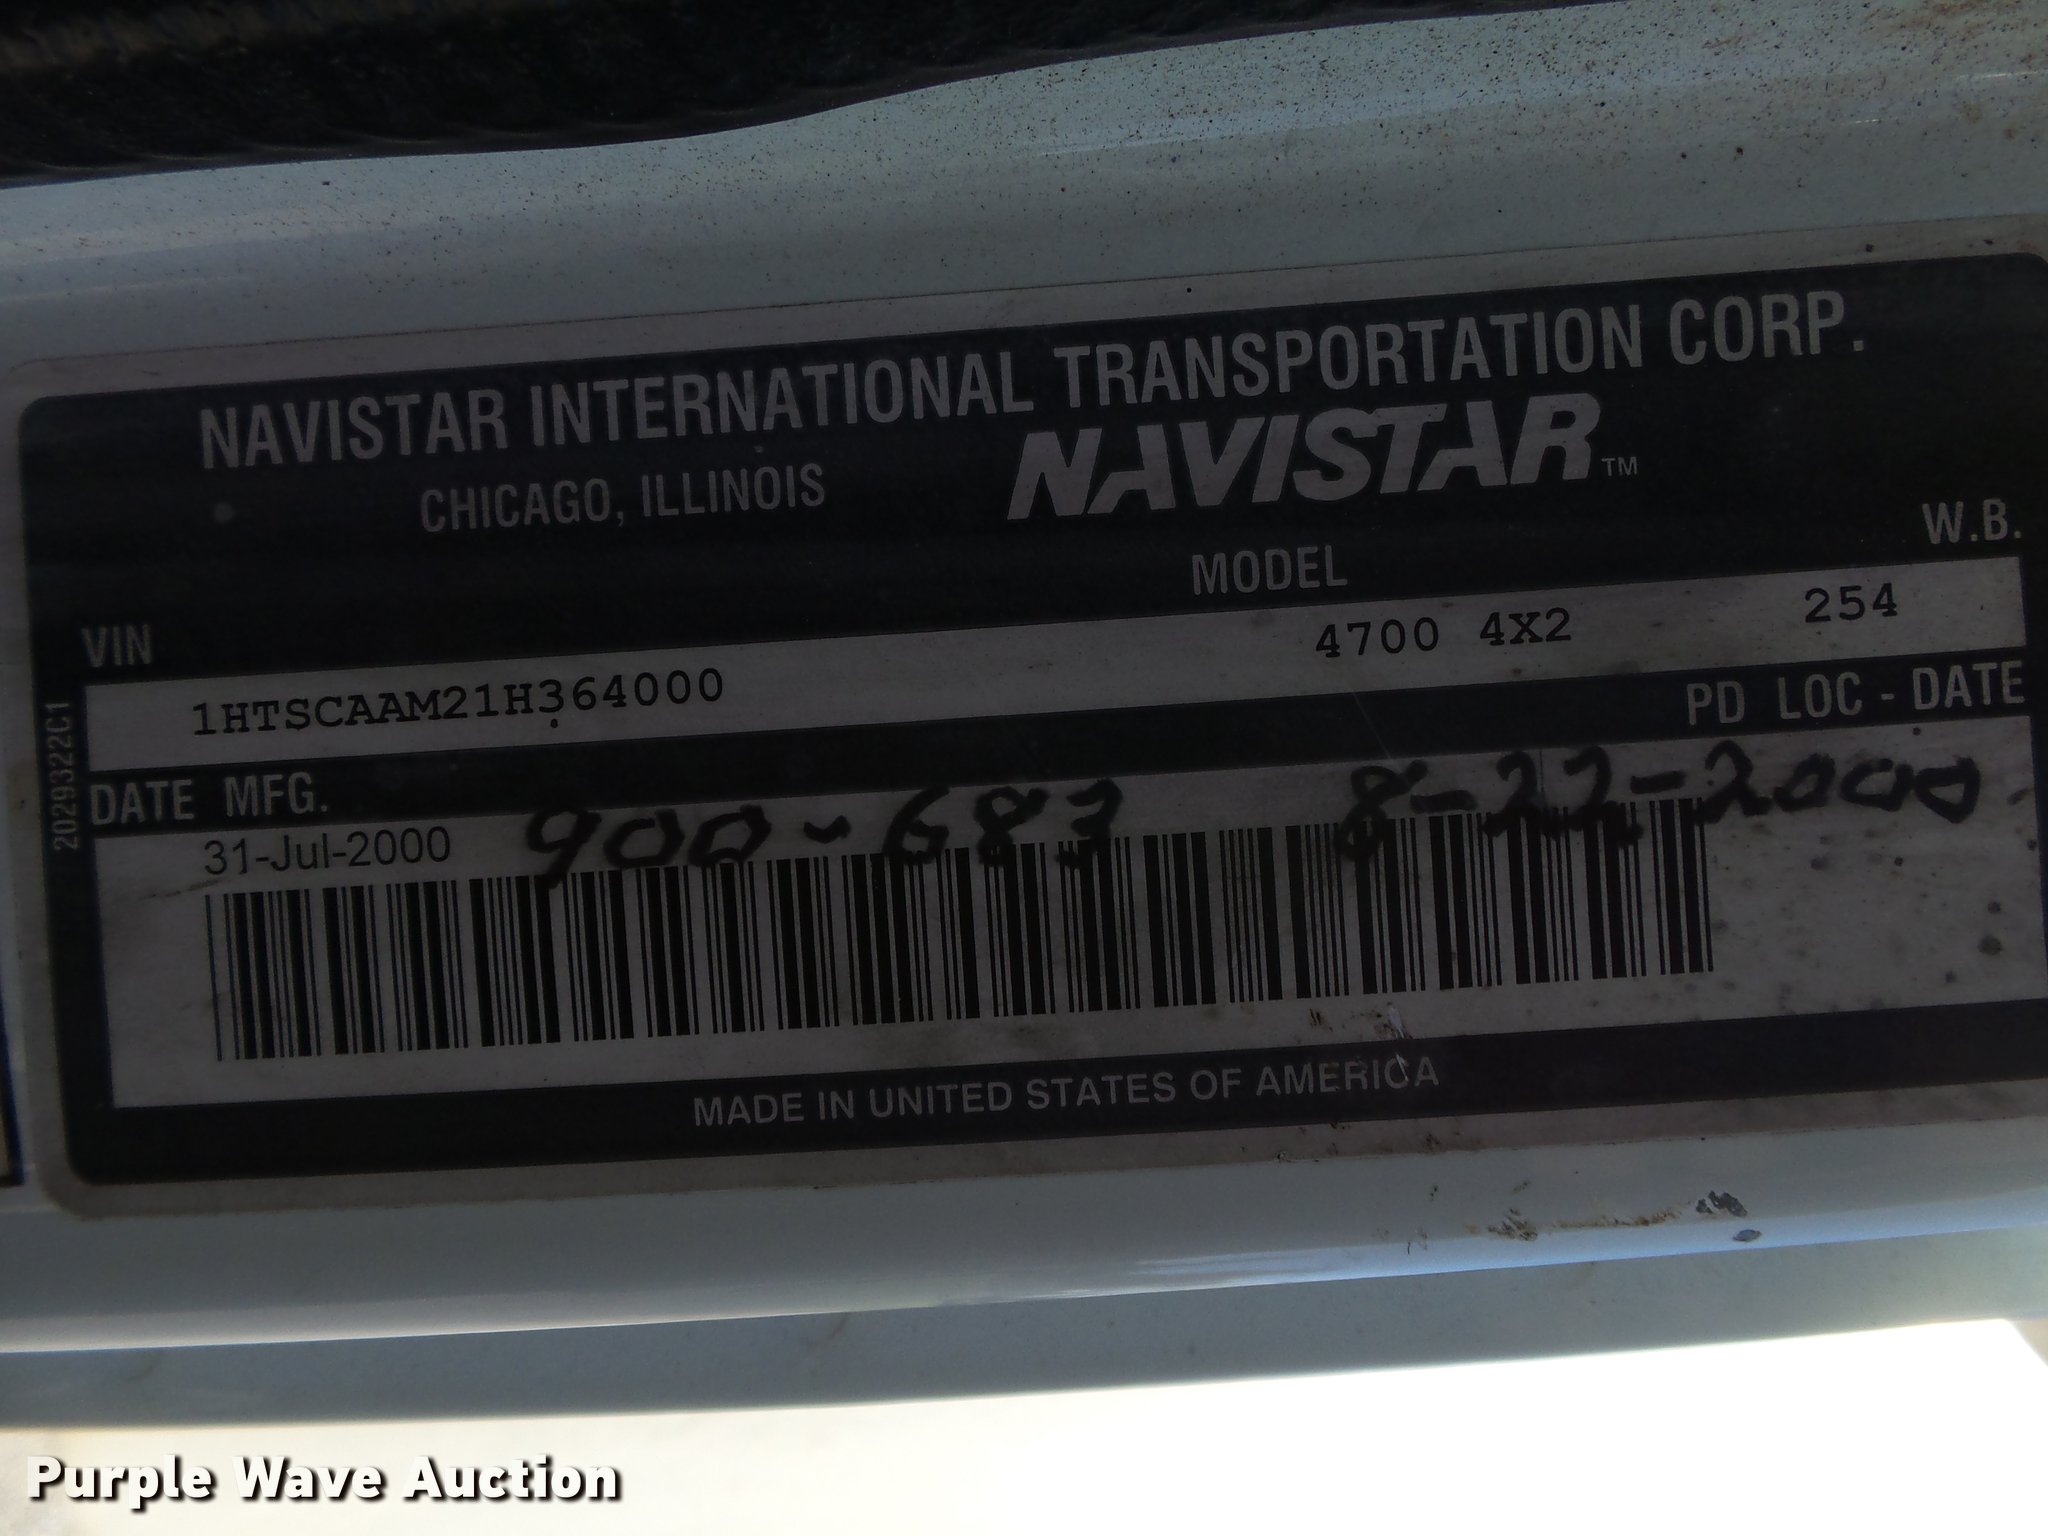 NAVISTAR INTERNATIONAL TRANSPORTATION CORP.
CHICAGO, ILLINOIS
NAVISTAR™
VIN
MODEL
W.B.
1HTSCAAM21H364000
4700 4X2
254
DATE MFG.
PD LOC - DATE
31-Jul-2000
900-683
8-22-2000
2029322C1
MADE IN UNITED STATES OF AMERICA
Purple Wave Auction